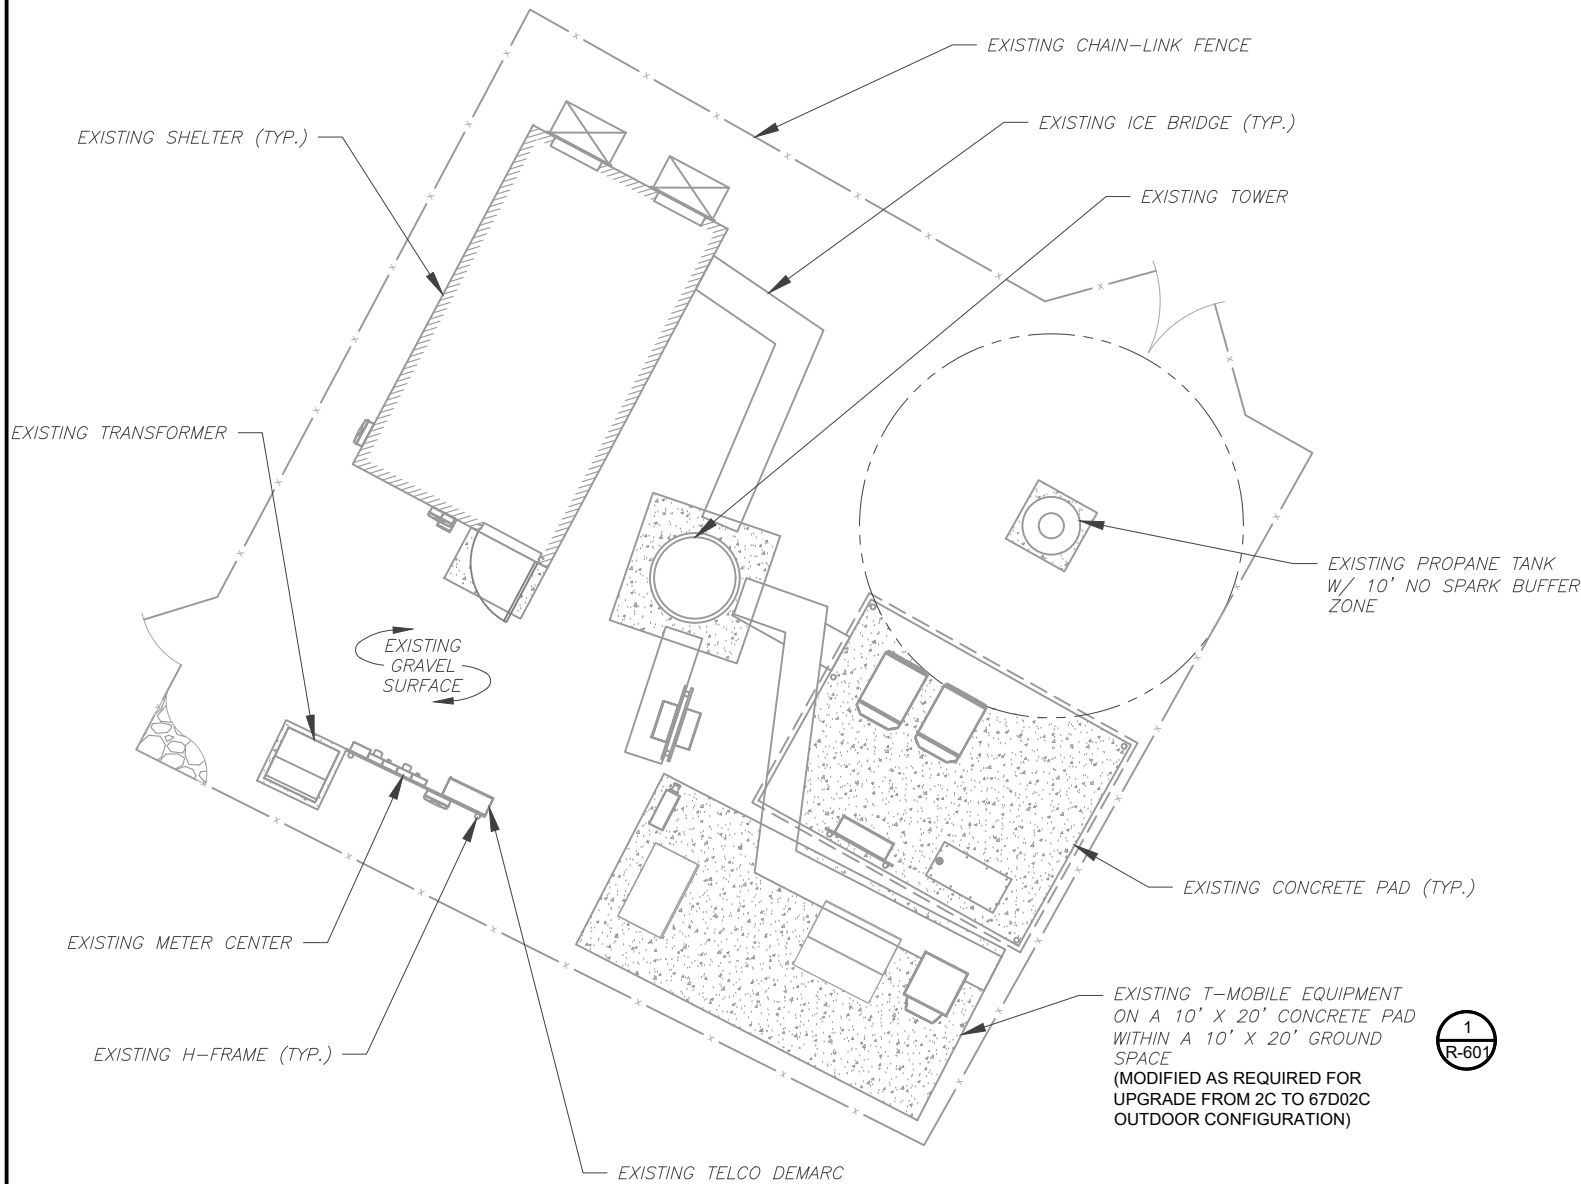 EXISTING CHAIN-LINK FENCE
EXISTING ICE BRIDGE (TYP.)
EXISTING SHELTER (TYP.)
EXISTING TOWER
EXISTING TRANSFORMER
EXISTING PROPANE TANK
W/ 10' NO SPARK BUFFER
ZONE
EXISTING
GRAVEL
SURFACE
EXISTING CONCRETE PAD (TYP.)
EXISTING METER CENTER
EXISTING T-MOBILE EQUIPMENT
ON A 10' X 20' CONCRETE PAD
WITHIN A 10' X 20' GROUND
SPACE
(MODIFIED AS REQUIRED FOR
UPGRADE FROM 2C TO 67D02C
OUTDOOR CONFIGURATION)
1
R-601
EXISTING H-FRAME (TYP.)
EXISTING TELCO DEMARC